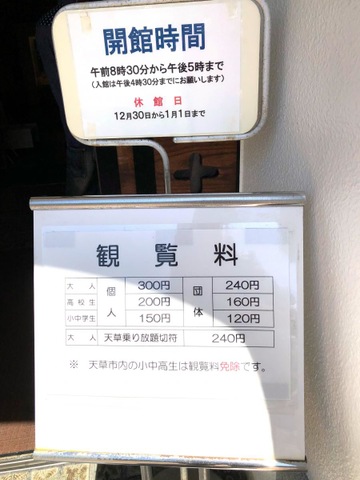 開館時間
午前8時30分から午後5時まで
(入館は午後4時30分までにお願いします)
休館日
12月30日から1月1日まで
観覧料
大人 個人 300円 団体 240円
高校生 200円 160円
小中学生 150円 120円
大人 天草乗り放題切符 240円
※ 天草市内の小中高生は観覧料免除です。